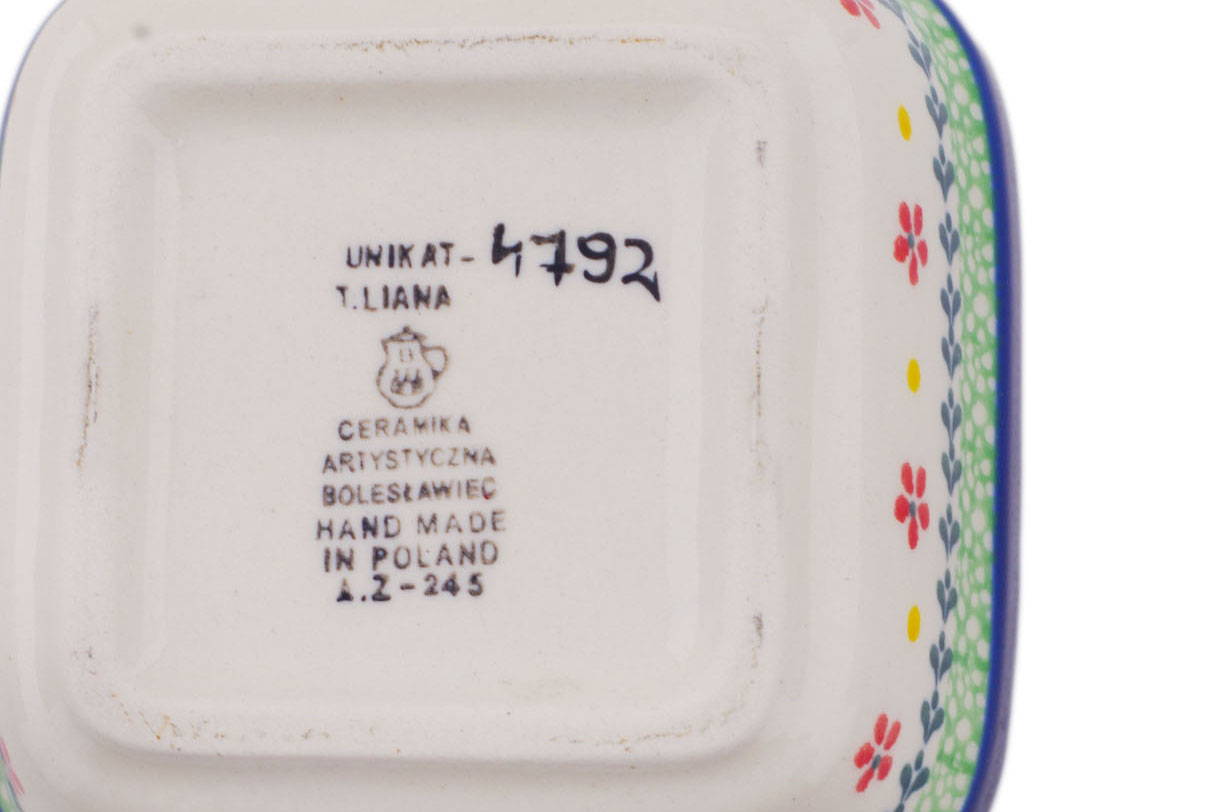 UNIKAT- 4792
T.LIANA
CERAMIKA
ARTYSTYCZNA
BOLESŁAWIEC
HAND MADE
IN POLAND
A.Z-245